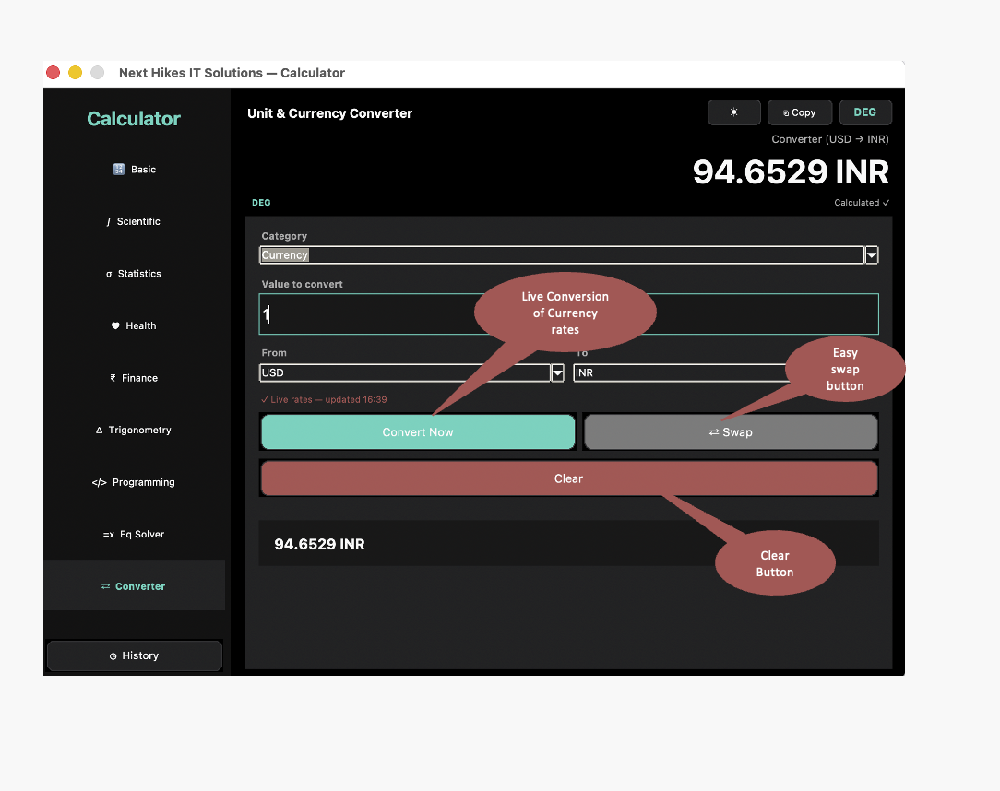 Next Hikes IT Solutions — Calculator
Calculator
Basic
∫ Scientific
σ Statistics
♥ Health
₹ Finance
Δ Trigonometry
</> Programming
=x Eq Solver
⇄ Converter
History
Unit & Currency Converter
☀
Copy
DEG
Converter (USD → INR)
94.6529 INR
DEG
Calculated ✓
Category
Currency
Value to convert
1
Live Conversion
of Currency
rates
From
USD
To
INR
Easy
swap
button
✓ Live rates — updated 16:39
Convert Now
⇄ Swap
Clear
94.6529 INR
Clear
Button